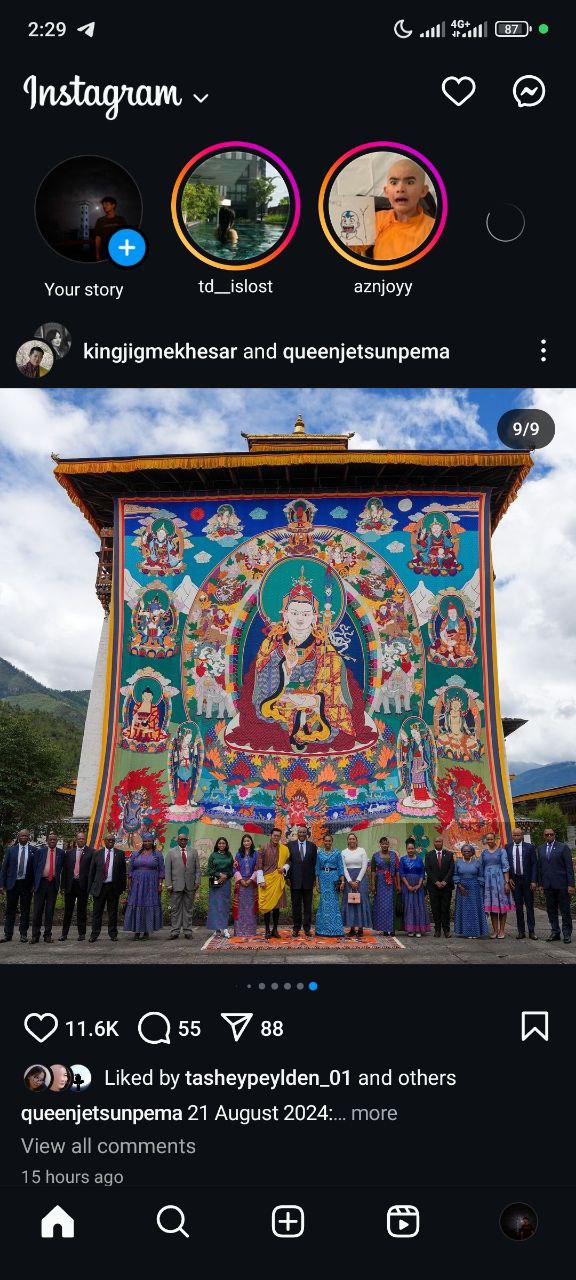 2:29
4G+
87
Instagram
Your story
td__islost
aznjoyy
kingjigmekhesar and queenjetsunpema
9/9
11.6K 55 88
Liked by tasheypeylden_01 and others
queenjetsunpema 21 August 2024:... more
View all comments
15 hours ago